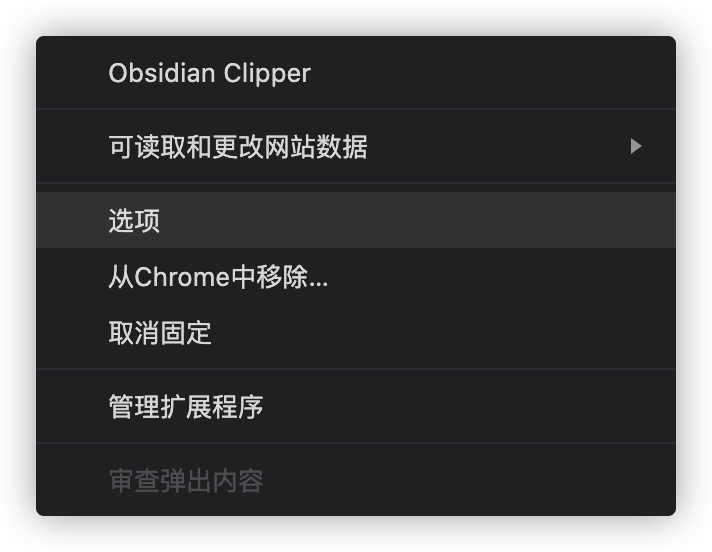 Obsidian Clipper
可读取和更改网站数据
选项
从Chrome中移除...
取消固定
管理扩展程序
审查弹出内容